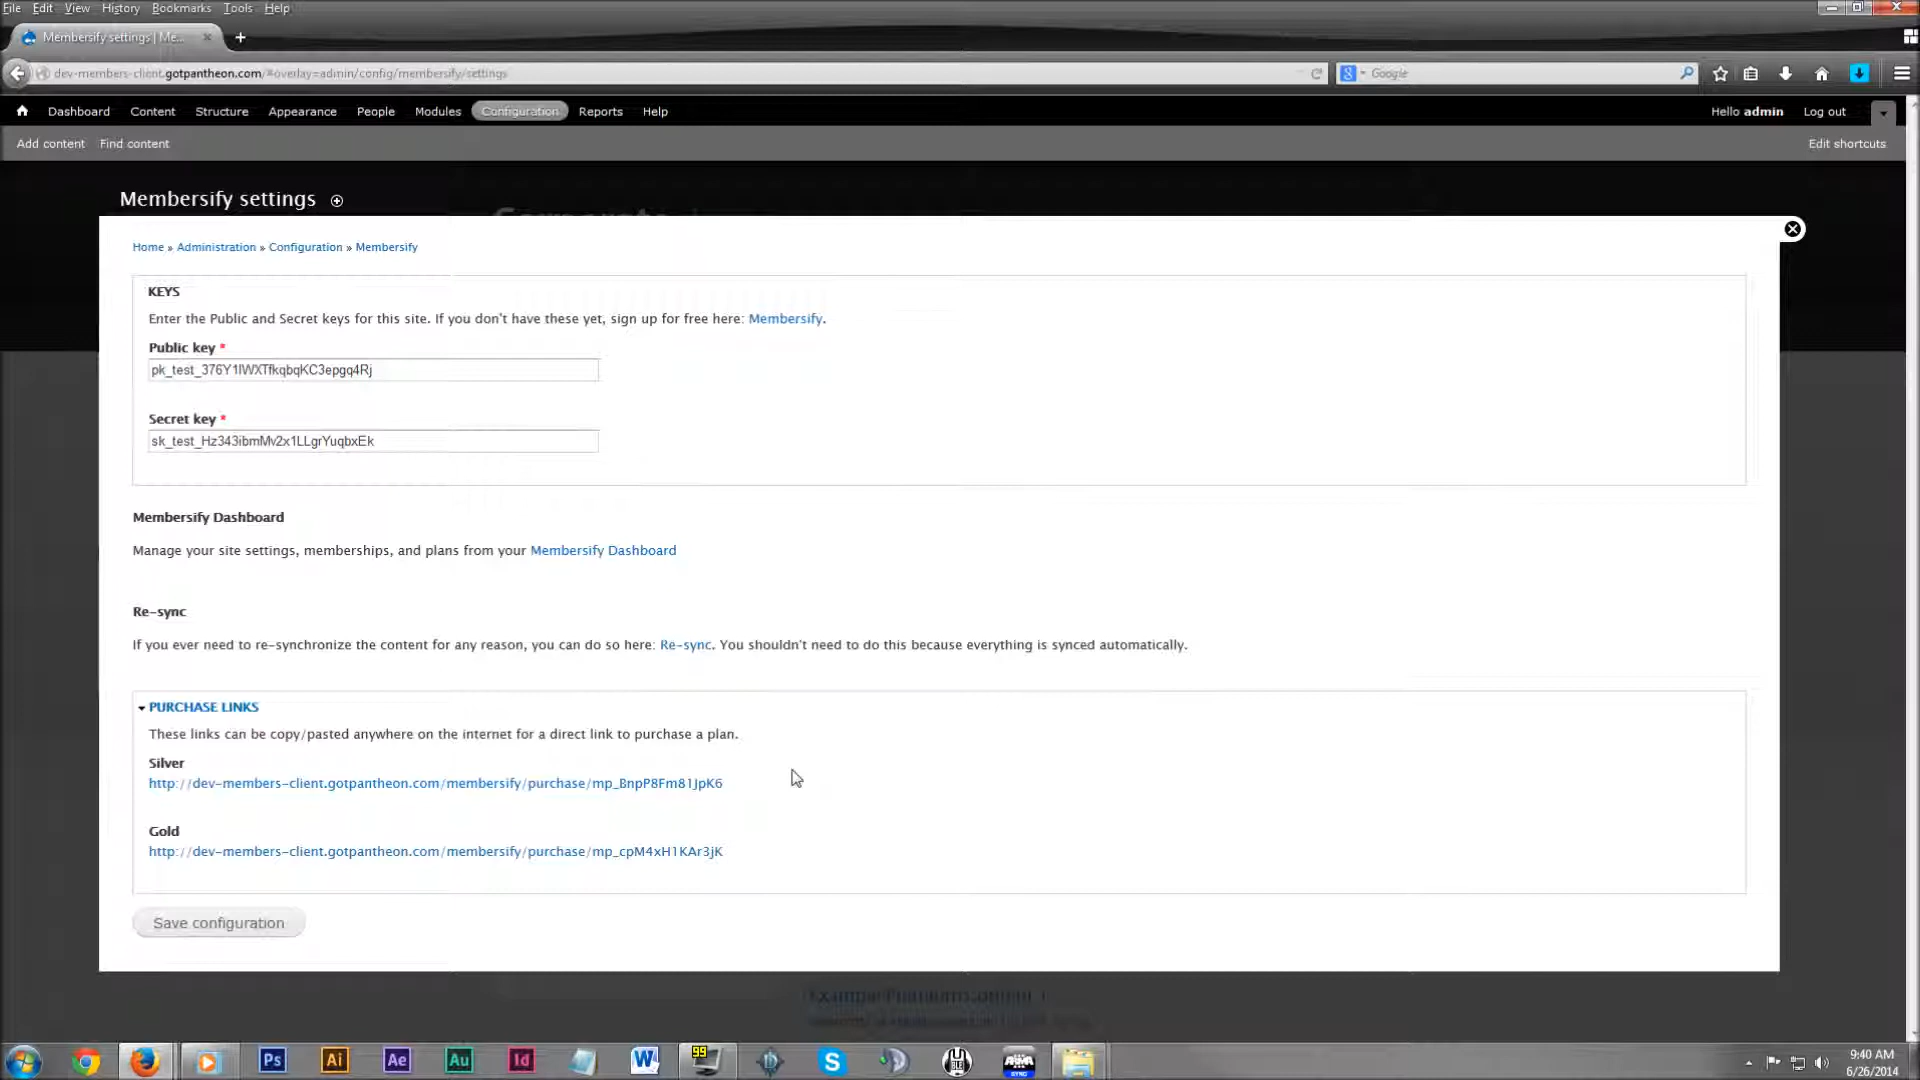 File Edit View History Bookmarks Tools Help
Membersify settings | Me...
dev-members-client.gotpantheon.com/#overlay=admin/config/membersify/settings
Google
Dashboard Content Structure Appearance People Modules Configuration Reports Help
Hello admin Log out
Add content Find content
Edit shortcuts
Membersify settings
Home » Administration » Configuration » Membersify
KEYS
Enter the Public and Secret keys for this site. If you don't have these yet, sign up for free here: Membersify.
Public key *
pk_test_376Y1lWXTfkqbqKC3epgq4Rj
Secret key *
sk_test_Hz343ibmMv2x1LLgrYuqbxEk
Membersify Dashboard
Manage your site settings, memberships, and plans from your Membersify Dashboard
Re-sync
If you ever need to re-synchronize the content for any reason, you can do so here: Re-sync. You shouldn't need to do this because everything is synced automatically.
PURCHASE LINKS
These links can be copy/pasted anywhere on the internet for a direct link to purchase a plan.
Silver
http://dev-members-client.gotpantheon.com/membersify/purchase/mp_BnpP8Fm81JpK6
Gold
http://dev-members-client.gotpantheon.com/membersify/purchase/mp_cpM4xH1KAr3jK
Save configuration
Ps Ai Ae Au Id W 99 S
9:40 AM
6/26/2014